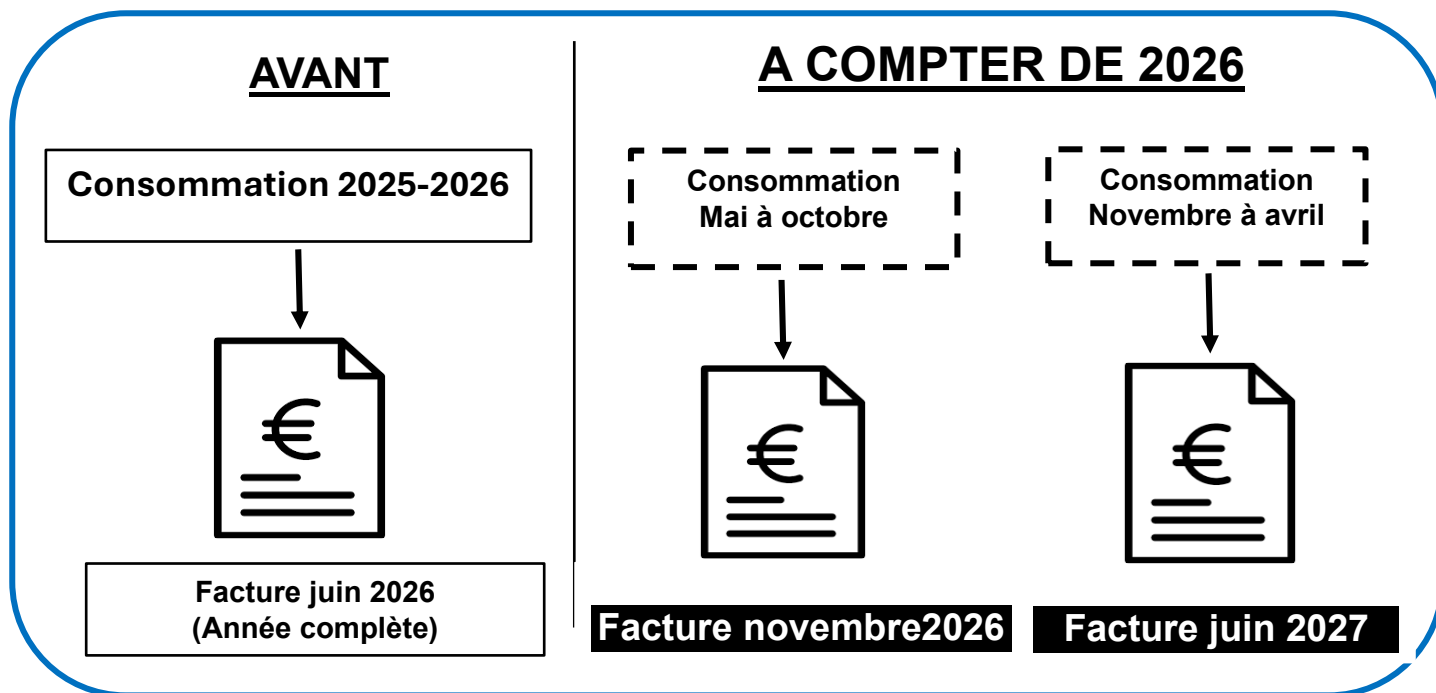 AVANT
Consommation 2025-2026
€
Facture juin 2026
(Année complète)
A COMPTER DE 2026
Consommation
Mai à octobre
€
Facture novembre2026
Consommation
Novembre à avril
€
Facture juin 2027